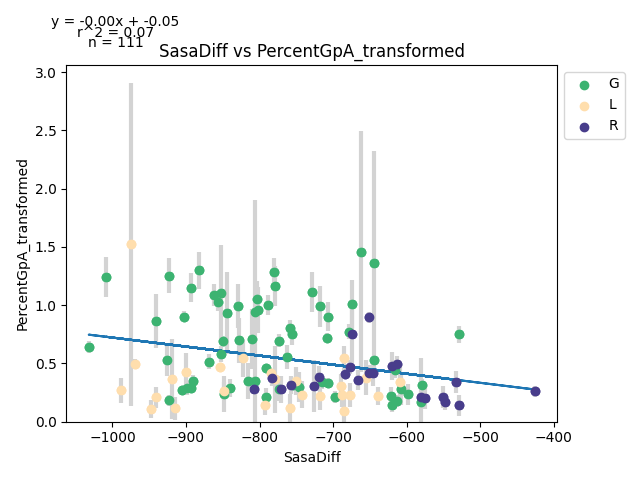 y = -0.00x + -0.05
r^2 = 0.07
n = 111
SasaDiff vs PercentGpA_transformed
G
L
R
PercentGpA_transformed
3.0
2.5
2.0
1.5
1.0
0.5
0.0
−1000 −900 −800 −700 −600 −500 −400
SasaDiff